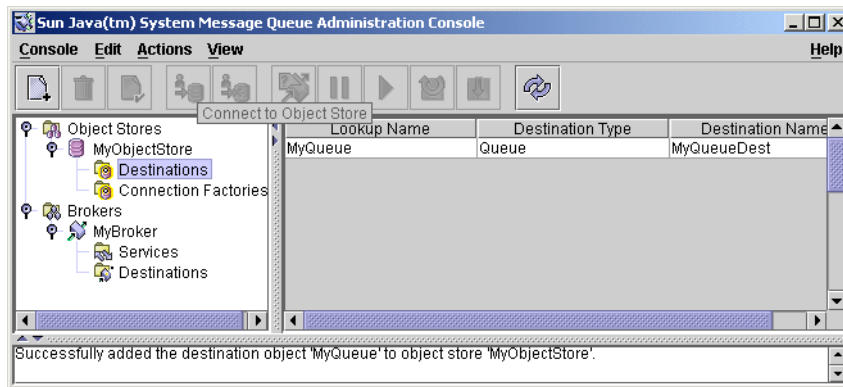 Sun Java(tm) System Message Queue Administration Console
Console Edit Actions View Help
Connect to Object Store
Object Stores
MyObjectStore
Destinations
Connection Factories
Brokers
MyBroker
Services
Destinations
Lookup Name Destination Type Destination Name
MyQueue Queue MyQueueDest
Successfully added the destination object 'MyQueue' to object store 'MyObjectStore'.